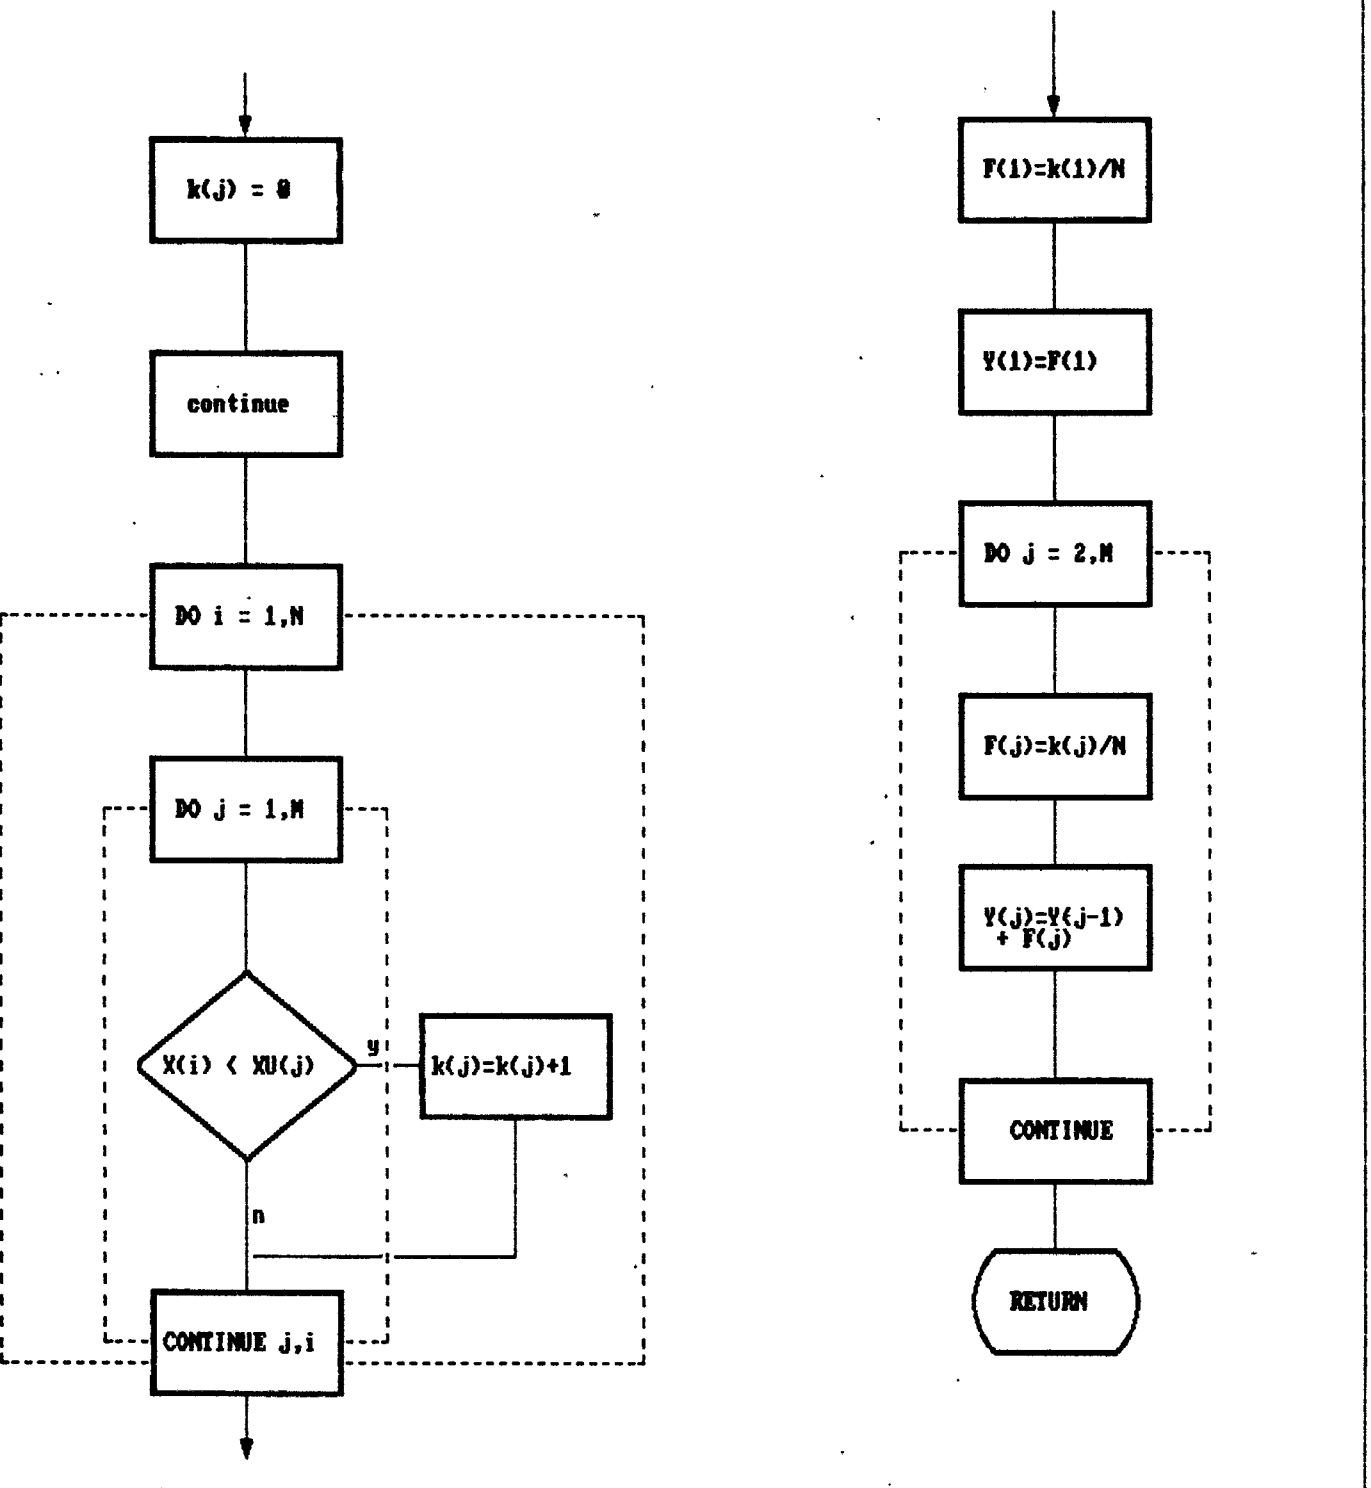 k(j) = 0
continue
DO i = 1,N
DO j = 1,M
X(i) < XU(j)
y
k(j)=k(j)+1
n
CONTINUE j,i
F(1)=k(1)/N
Y(1)=F(1)
DO j = 2,M
F(j)=k(j)/N
Y(j)=Y(j-1)
+ F(j)
CONTINUE
RETURN